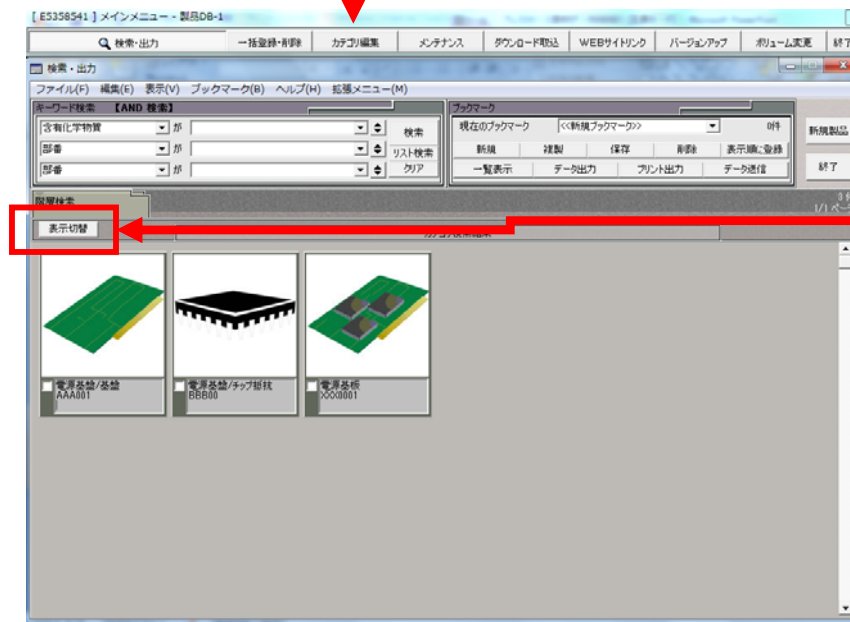 [ E5358541 ] メインメニュー - 製品DB-1
検索・出力 一括登録・削除 カテゴリ編集 メンテナンス ダウンロード取込 WEBサイトリンク バージョンアップ ボリューム変更 終了
検索・出力
ファイル(F) 編集(E) 表示(V) ブックマーク(B) ヘルプ(H) 拡張メニュー(M)
キーワード検索 【AND 検索】
含有化学物質 が 検索
部番 が リスト検索
部番 が クリア
ブックマーク
現在のブックマーク <<新規ブックマーク>> 0件
新規 複製 保存 削除 表示順に登録
一覧表示 データ出力 プリント出力 データ送信
新規製品
終了
階層検索
1/1
表示切替
電源基盤/基盤
AAA001
電源基盤/チップ抵抗
BBB00
電源基板
XXX0001